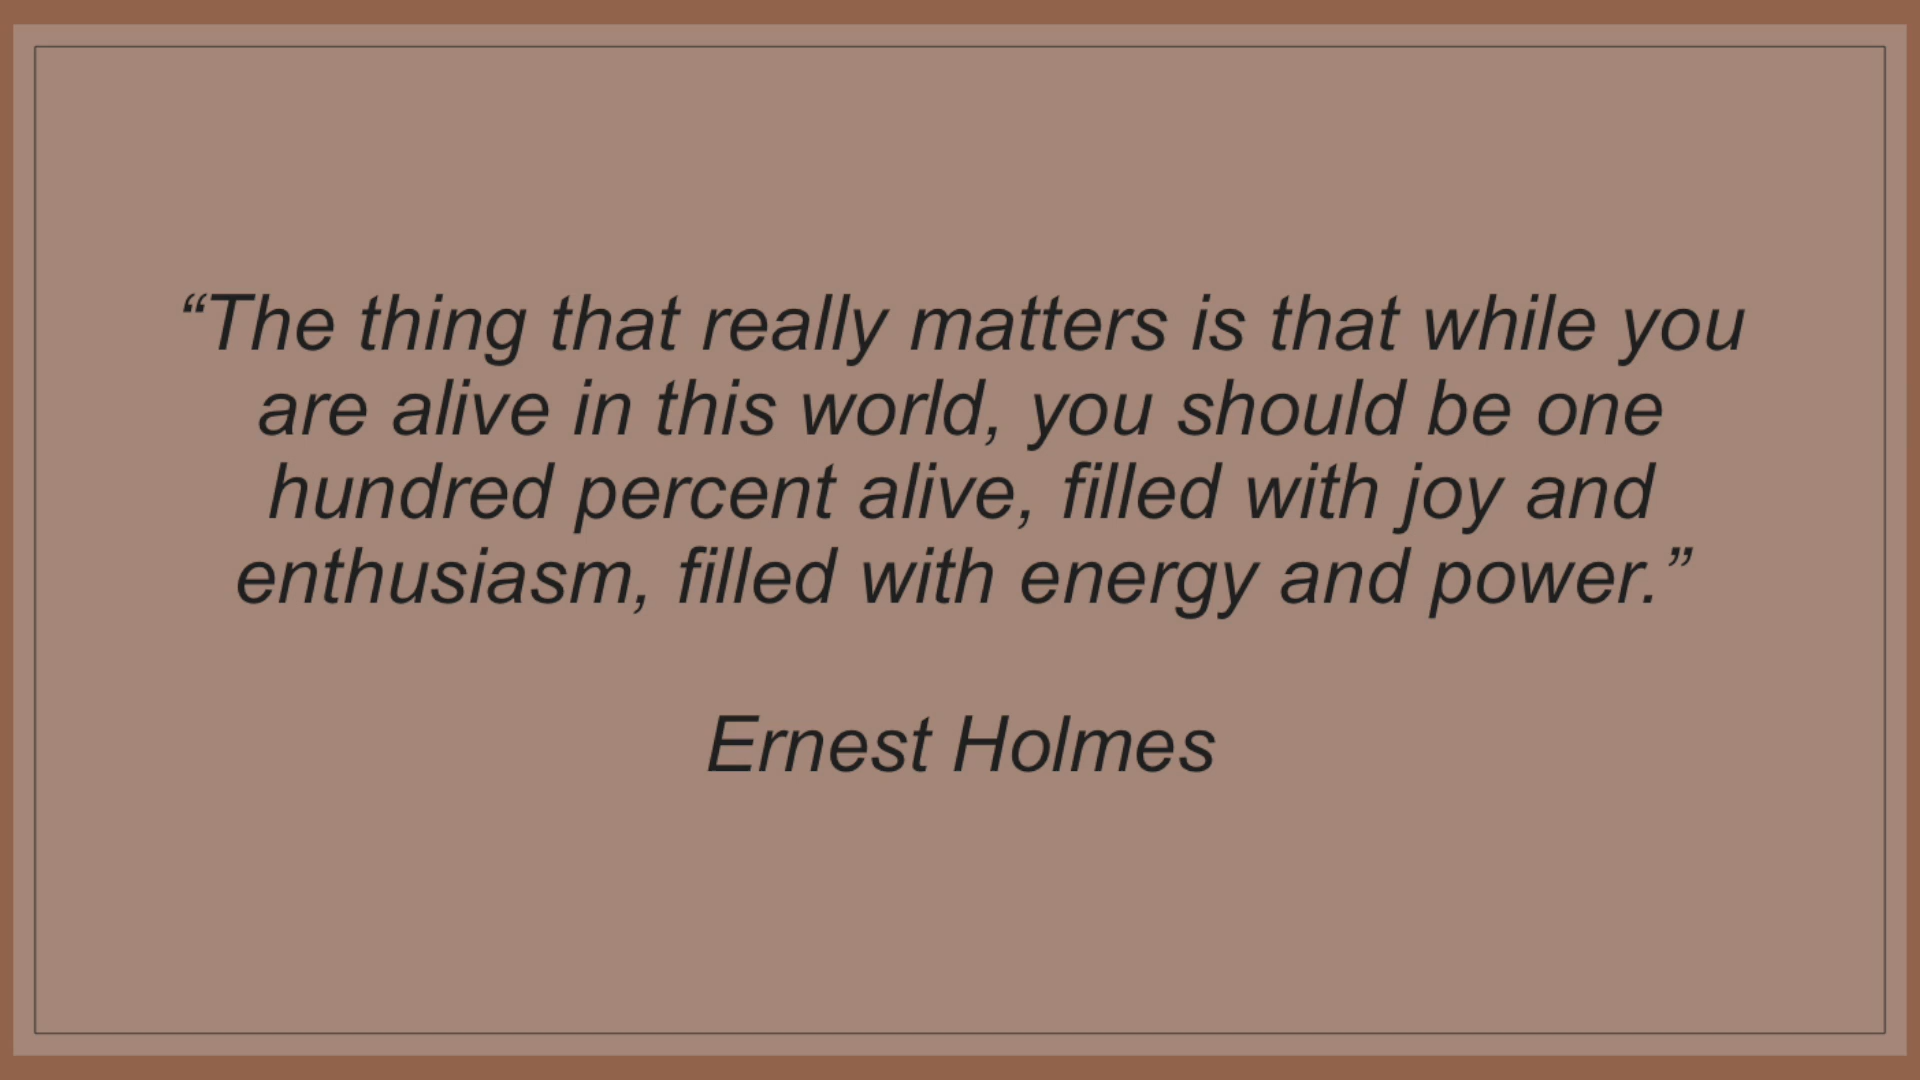 “The thing that really matters is that while you
are alive in this world, you should be one
hundred percent alive, filled with joy and
enthusiasm, filled with energy and power.”
Ernest Holmes